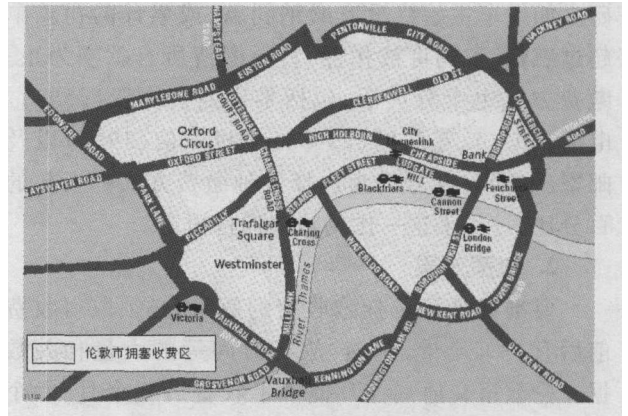 HAMPSTEAD ROAD
PENTONVILLE
CITY ROAD
HACKNEY ROAD
EUSTON ROAD
MARYLEBONE ROAD
TOTTENHAM COURT ROAD
CLERKENWELL
OLD ST.
COMMERCIAL STREET
BISHOPSGATE
EDGWARE ROAD
Oxford Circus
HIGH HOLBORN
City Thameslink
CHEAPSIDE
Bank
ROAD
OXFORD STREET
CHARING CROSS ROAD
FLEET STREET
LUDGATE HILL
BAYSWATER ROAD
PARK LANE
Blackfriars
Cannon Street
Fenchurch Street
PICCADILLY
STRAND
Trafalgar Square
Charing Cross
London Bridge
Westminster
WATERLOO ROAD
BOROUGH HIGH ST.
TOWER BRIDGE ROAD
River Thames
MILLBANK
NEW KENT ROAD
Victoria
VAUXHALL BRIDGE ROAD
OLD KENT ROAD
伦敦市拥塞收费区
GROSVENOR ROAD
Vauxhall Bridge
KENNINGTON LANE
KENNINGTON PARK RD